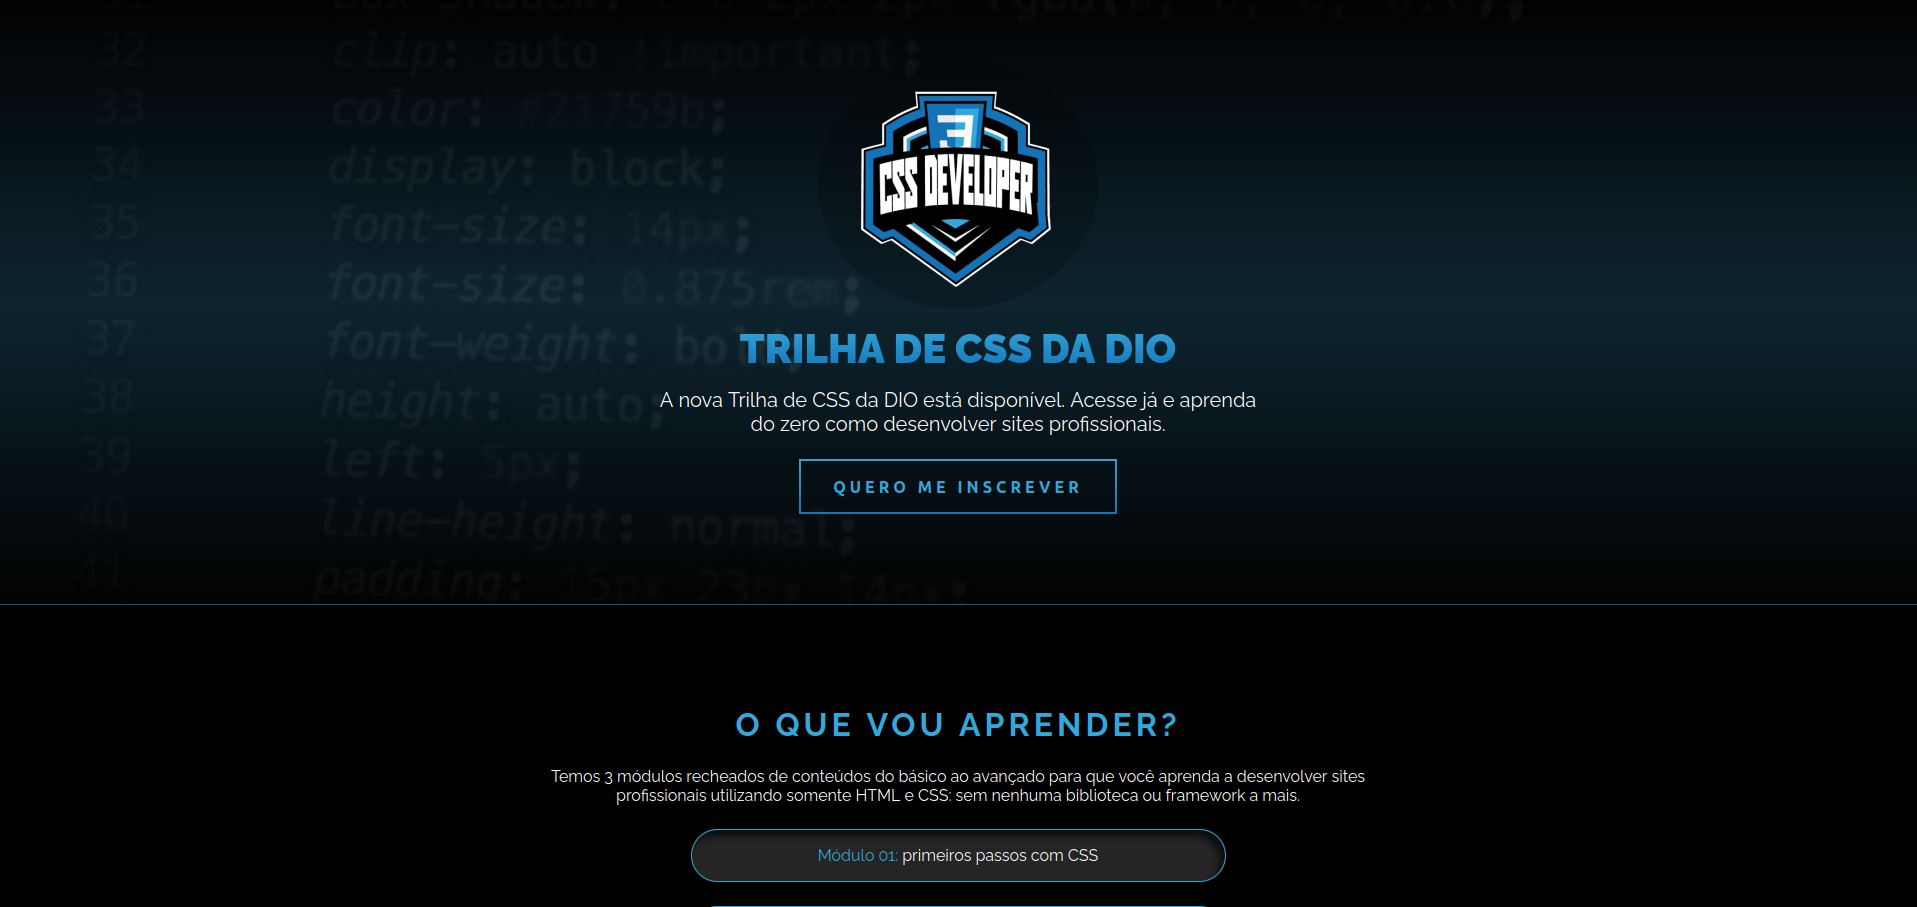 32 clip: auto !important;
33 color: #21759b;
34 display: block;
35 font-size: 14px;
36 font-size: 0.875rem;
37 font-weight: bold;
38 height: auto;
39 left: 5px;
40 line-height: normal;
41 padding: 15px 23px 14px;
3
CSS DEVELOPER
TRILHA DE CSS DA DIO
A nova Trilha de CSS da DIO está disponível. Acesse já e aprenda
do zero como desenvolver sites profissionais.
QUERO ME INSCREVER
O QUE VOU APRENDER?
Temos 3 módulos recheados de conteúdos do básico ao avançado para que você aprenda a desenvolver sites
profissionais utilizando somente HTML e CSS: sem nenhuma biblioteca ou framework a mais.
Módulo 01: primeiros passos com CSS